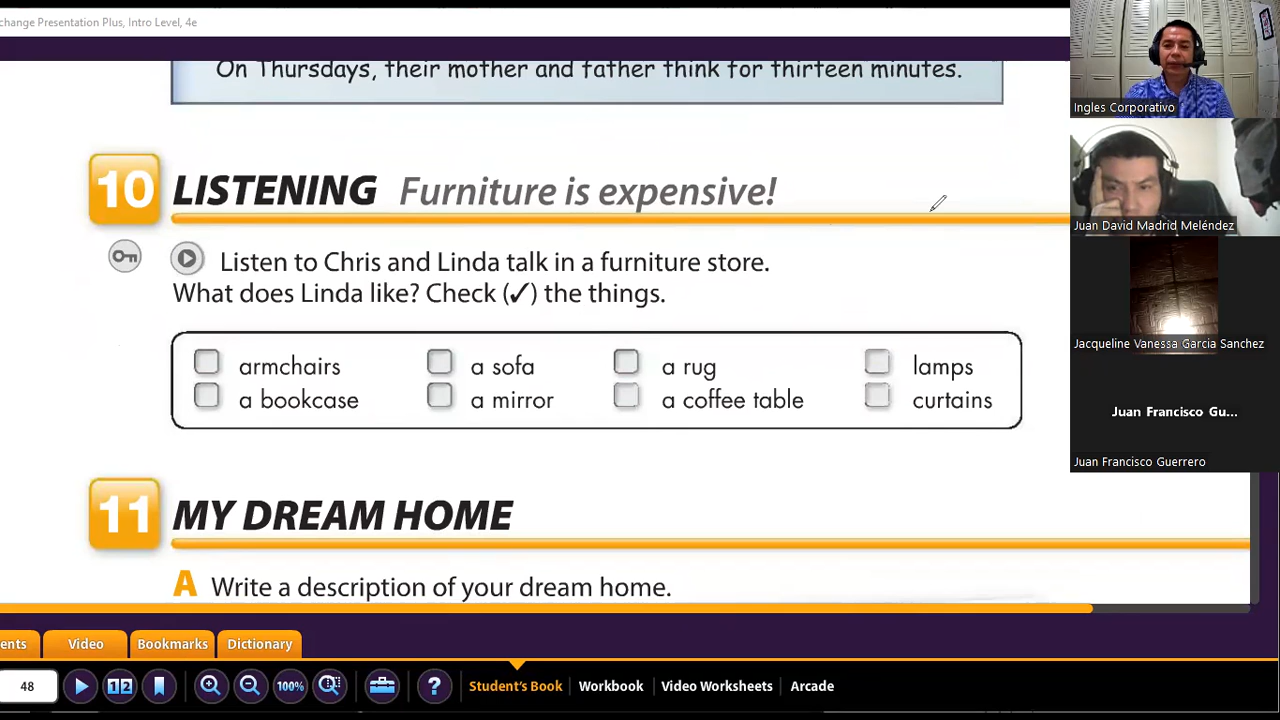 change Presentation Plus, Intro Level, 4e
On Thursdays, their mother and father think for thirteen minutes.
10 LISTENING Furniture is expensive!
Listen to Chris and Linda talk in a furniture store.
What does Linda like? Check (✓) the things.
armchairs a sofa a rug lamps
a bookcase a mirror a coffee table curtains
11 MY DREAM HOME
A Write a description of your dream home.
ents Video Bookmarks Dictionary
48 12 100% ? Student's Book Workbook Video Worksheets Arcade
Ingles Corporativo
Juan David Madrid Meléndez
Jacqueline Vanessa Garcia Sanchez
Juan Francisco Gu...
Juan Francisco Guerrero